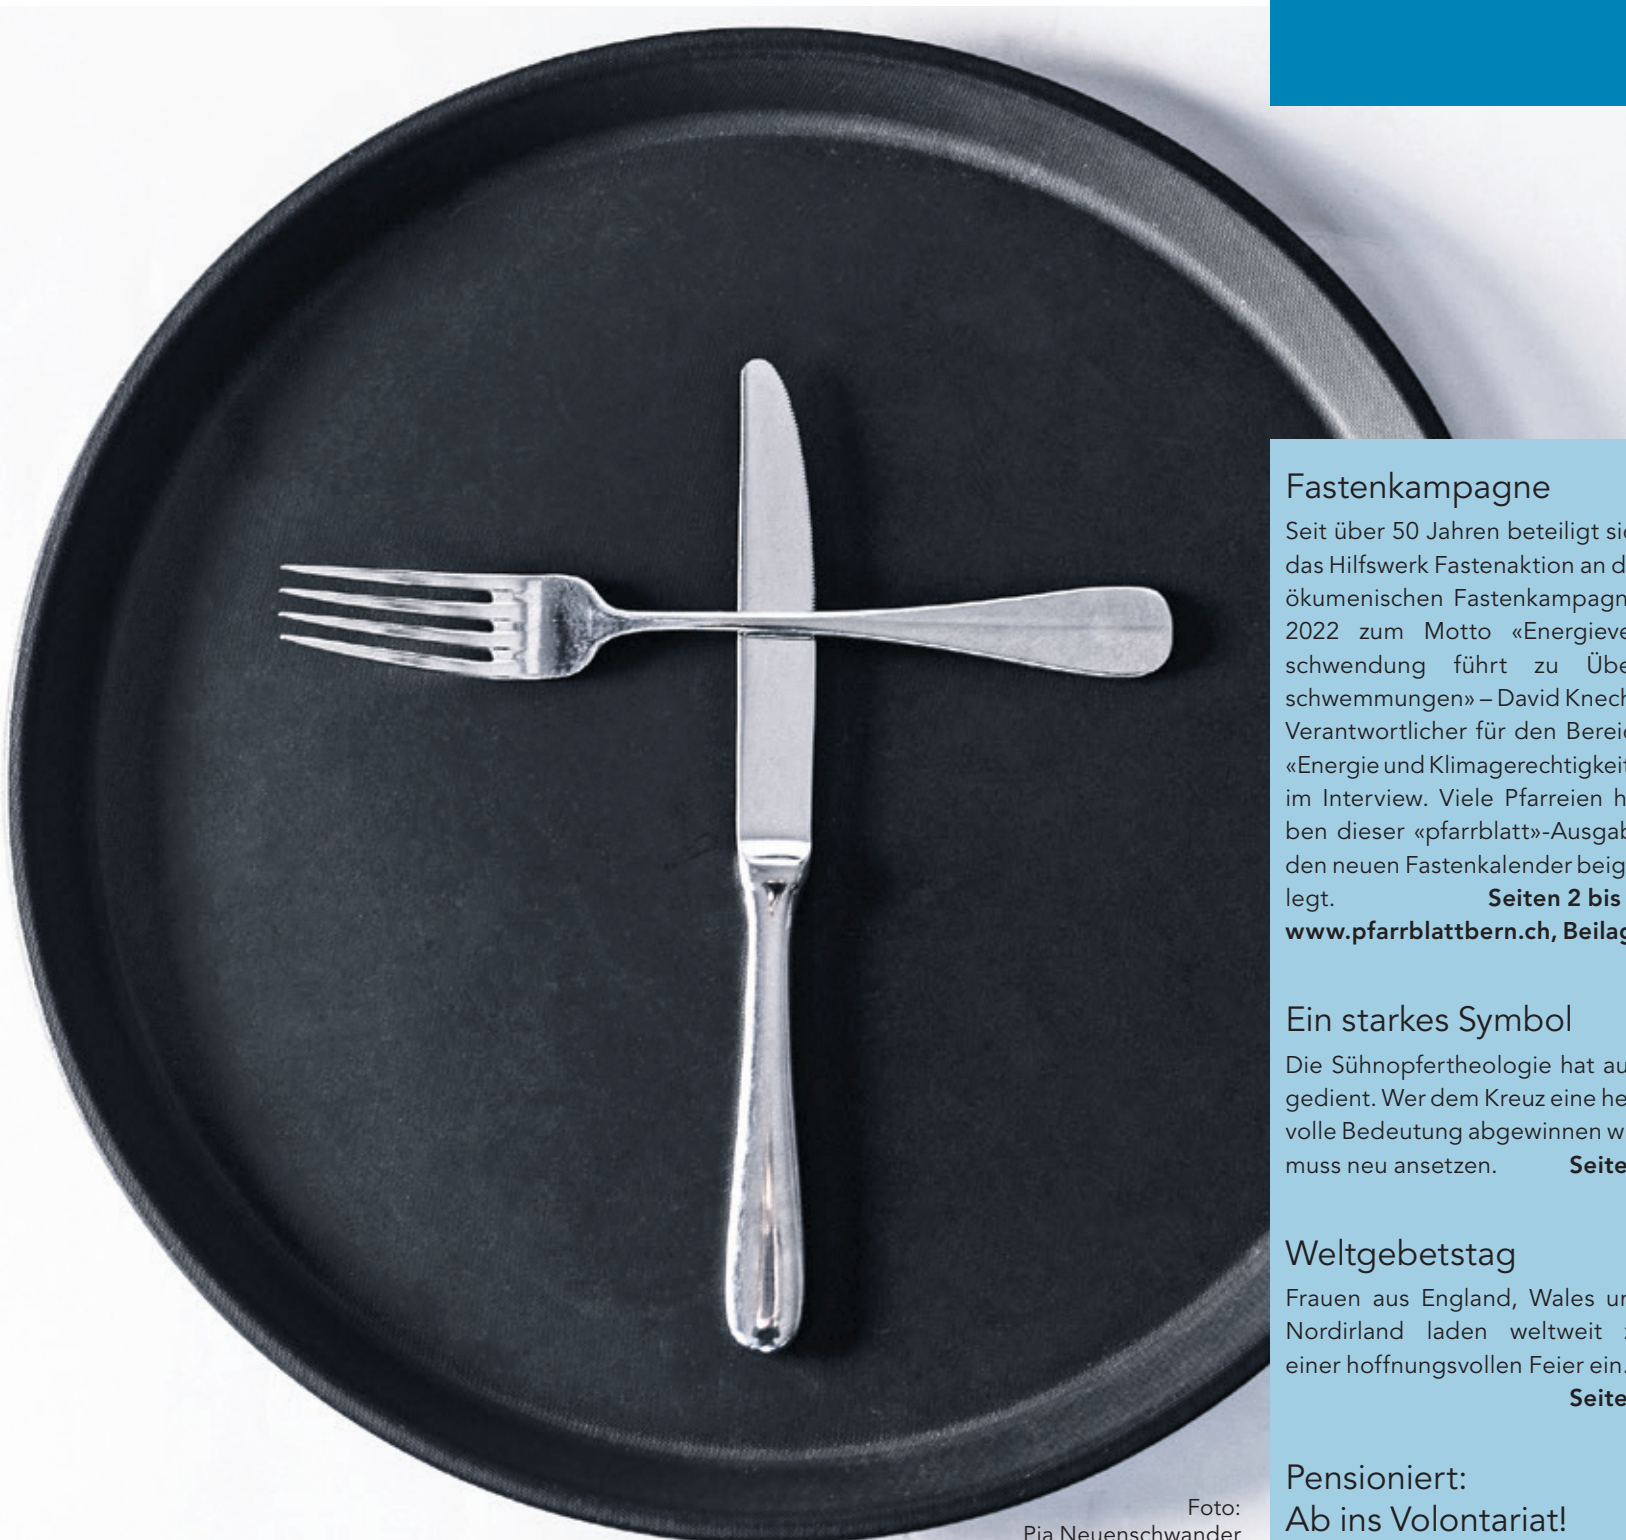 Fastenkampagne
Seit über 50 Jahren beteiligt sic
das Hilfswerk Fastenaktion an d
ökumenischen Fastenkampagn
2022 zum Motto «Energieve
schwendung führt zu Übe
schwemmungen» – David Knech
Verantwortlicher für den Bereic
«Energie und Klimagerechtigkeit
im Interview. Viele Pfarreien h
ben dieser «pfarrblatt»-Ausgab
den neuen Fastenkalender beig
legt. Seiten 2 bis
www.pfarrblattbern.ch, Beilag
Ein starkes Symbol
Die Sühnopfertheologie hat au
gedient. Wer dem Kreuz eine he
volle Bedeutung abgewinnen w
muss neu ansetzen. Seite
Weltgebetstag
Frauen aus England, Wales un
Nordirland laden weltweit z
einer hoffnungsvollen Feier ein.
Seite
Pensioniert:
Ab ins Volontariat!
Foto:
Pia Neuenschwander